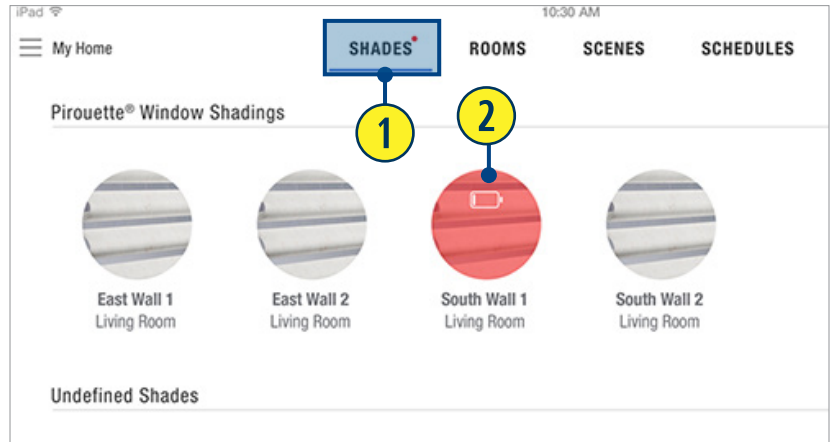 iPad 10:30 AM
My Home SHADES ROOMS SCENES SCHEDULES
Pirouette® Window Shadings
1 2
East Wall 1 East Wall 2 South Wall 1 South Wall 2
Living Room Living Room Living Room Living Room
Undefined Shades